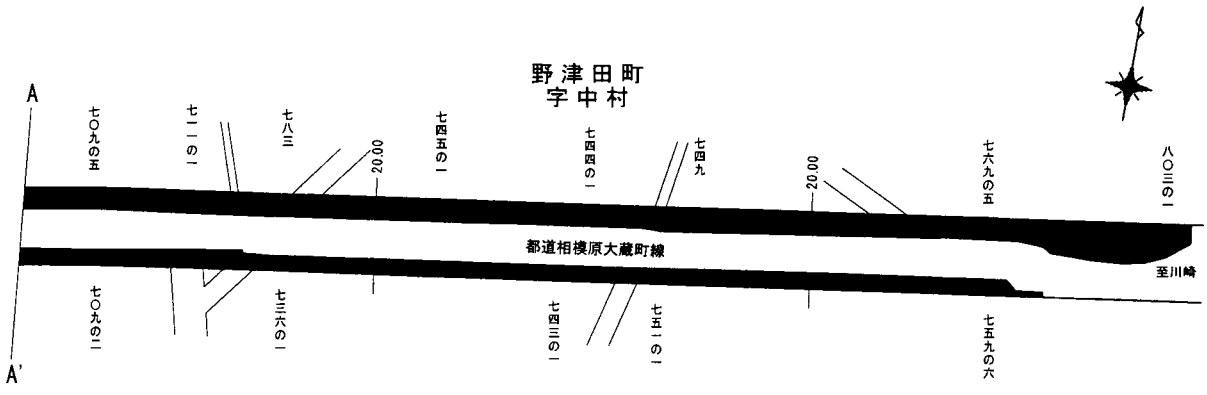 野津田町
字中村
A
七〇九の五
七一一の一
七八三
20.00
七四五の一
七四四の一
七四九
20.00
七六九の五
八〇三の一
都道相模原大蔵町線
至川崎
七〇九の二
七三六の一
七四三の一
七五一の一
七五九の六
A'